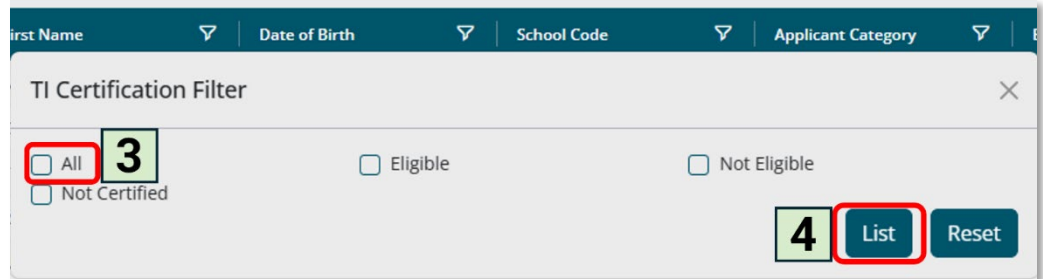 irst Name Date of Birth School Code Applicant Category
TI Certification Filter
All 3 Eligible Not Eligible
Not Certified
4 List Reset